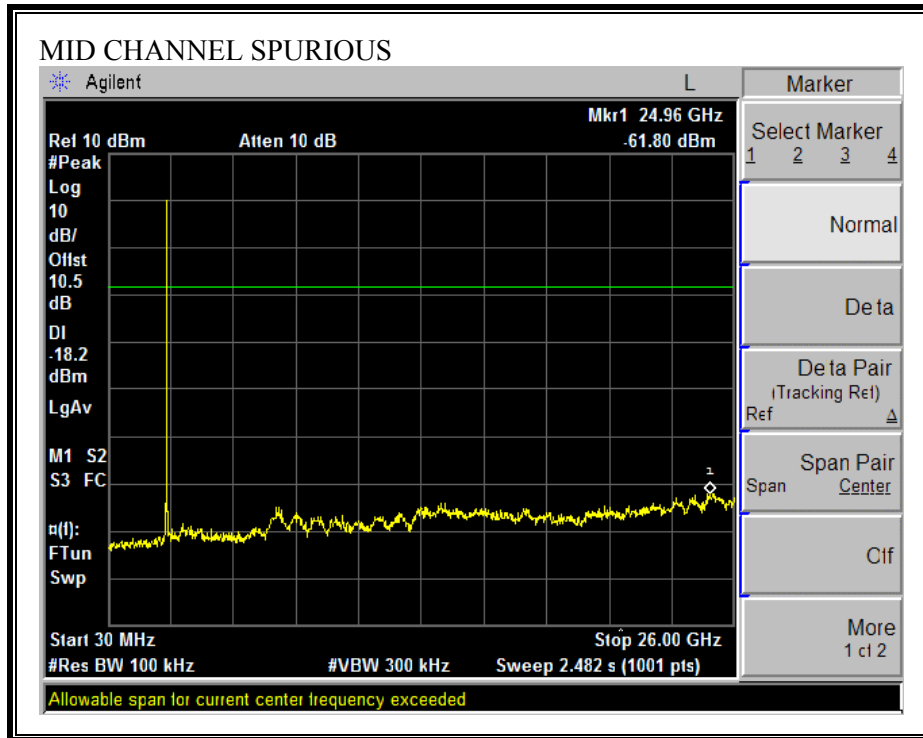 MID CHANNEL SPURIOUS
Agilent L
Mkr1 24.96 GHz
Ref 10 dBm Atten 10 dB -61.80 dBm
#Peak
Log
10
dB/
Offst
10.5
dB
DI
-18.2
dBm
LgAv
M1 S2
S3 FC
¤(f):
FTun
Swp
1
Start 30 MHz Stop 26.00 GHz
#Res BW 100 kHz #VBW 300 kHz Sweep 2.482 s (1001 pts)
Allowable span for current center frequency exceeded
Marker
Select Marker
1 2 3 4
Normal
Delta
Delta Pair
(Tracking Ref)
Ref Δ
Span Pair
Span Center
Off
More
1 of 2